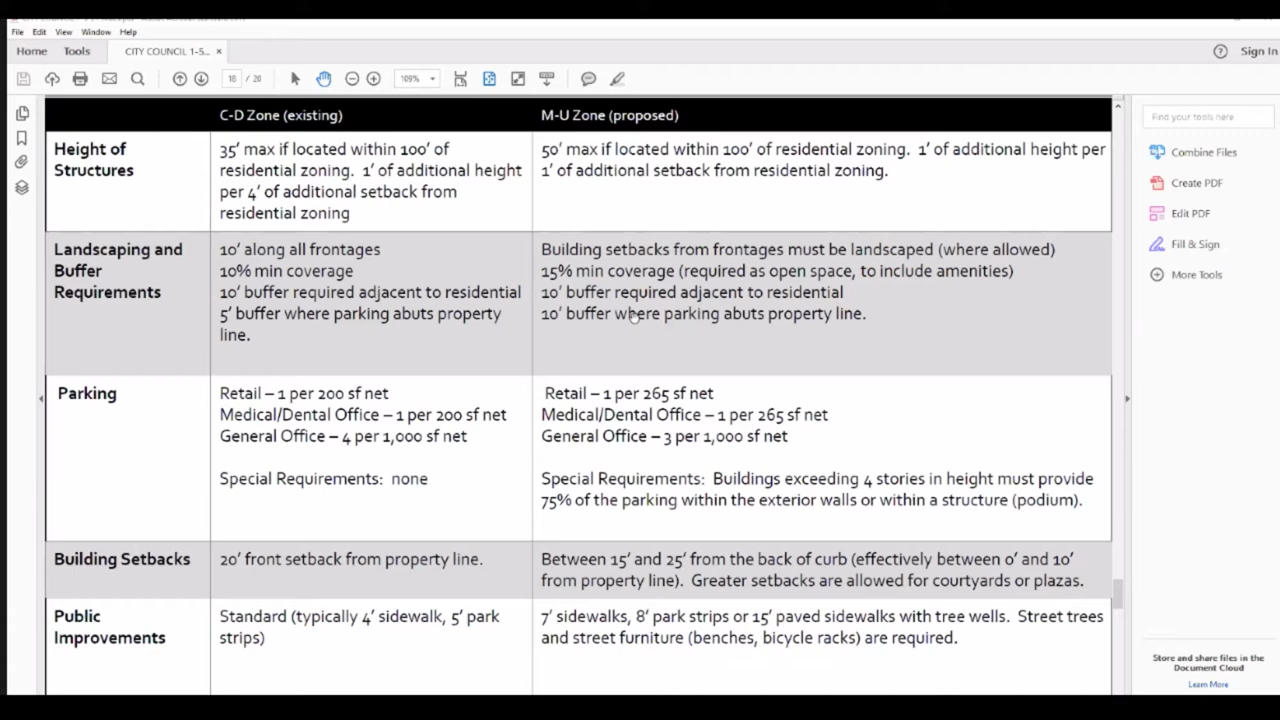 File Edit View Window Help
Home Tools CITY COUNCIL 1-5... × Sign In
18 / 20 109%
C-D Zone (existing) M-U Zone (proposed)
Height of
Structures
35’ max if located within 100’ of
residential zoning. 1’ of additional height
per 4’ of additional setback from
residential zoning
50’ max if located within 100’ of residential zoning. 1’ of additional height per
1’ of additional setback from residential zoning.
Landscaping and
Buffer
Requirements
10’ along all frontages
10% min coverage
10’ buffer required adjacent to residential
5’ buffer where parking abuts property
line.
Building setbacks from frontages must be landscaped (where allowed)
15% min coverage (required as open space, to include amenities)
10’ buffer required adjacent to residential
10’ buffer where parking abuts property line.
Parking
Retail – 1 per 200 sf net
Medical/Dental Office – 1 per 200 sf net
General Office – 4 per 1,000 sf net
Special Requirements: none
Retail – 1 per 265 sf net
Medical/Dental Office – 1 per 265 sf net
General Office – 3 per 1,000 sf net
Special Requirements: Buildings exceeding 4 stories in height must provide
75% of the parking within the exterior walls or within a structure (podium).
Building Setbacks
20’ front setback from property line.
Between 15’ and 25’ from the back of curb (effectively between 0’ and 10’
from property line). Greater setbacks are allowed for courtyards or plazas.
Public
Improvements
Standard (typically 4’ sidewalk, 5’ park
strips)
7’ sidewalks, 8’ park strips or 15’ paved sidewalks with tree wells. Street trees
and street furniture (benches, bicycle racks) are required.
Find your tools here
Combine Files
Create PDF
Edit PDF
Fill & Sign
More Tools
Store and share files in the
Document Cloud
Learn More